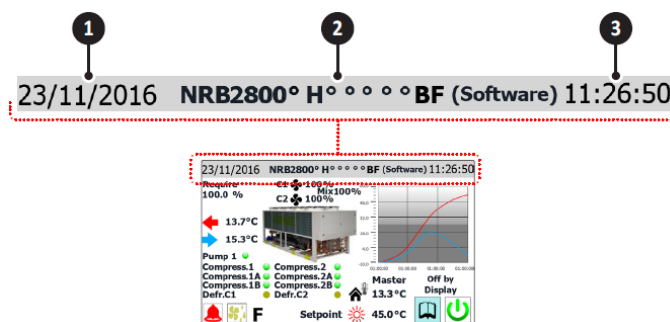 1 2 3
23/11/2016 NRB2800° H° ° ° ° ° BF (Software) 11:26:50
23/11/2016 NRB2800° H° ° ° ° ° BF (Software) 11:26:50
Require C1 100%
100.0 % C2 100% Mix100%
13.7°C
15.3°C
Pump 1
Compress.1 Compress.2
Compress.1A Compress.2A
Compress.1B Compress.2B
Defr.C1 Defr.C2
Master
13.3°C
Off by
Display
F Setpoint 45.0°C